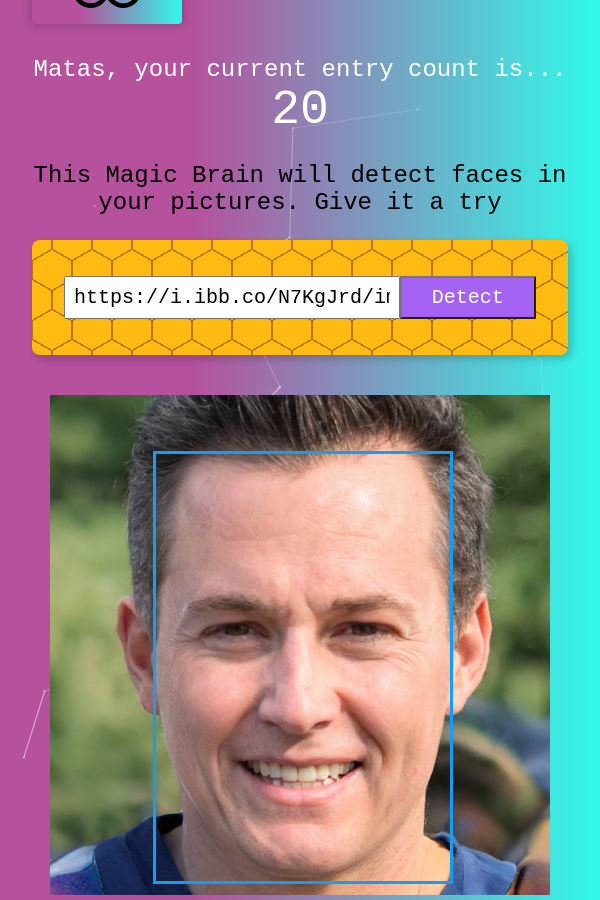 Matas, your current entry count is...
20
This Magic Brain will detect faces in
your pictures. Give it a try
https://i.ibb.co/N7KgJrd/i
Detect